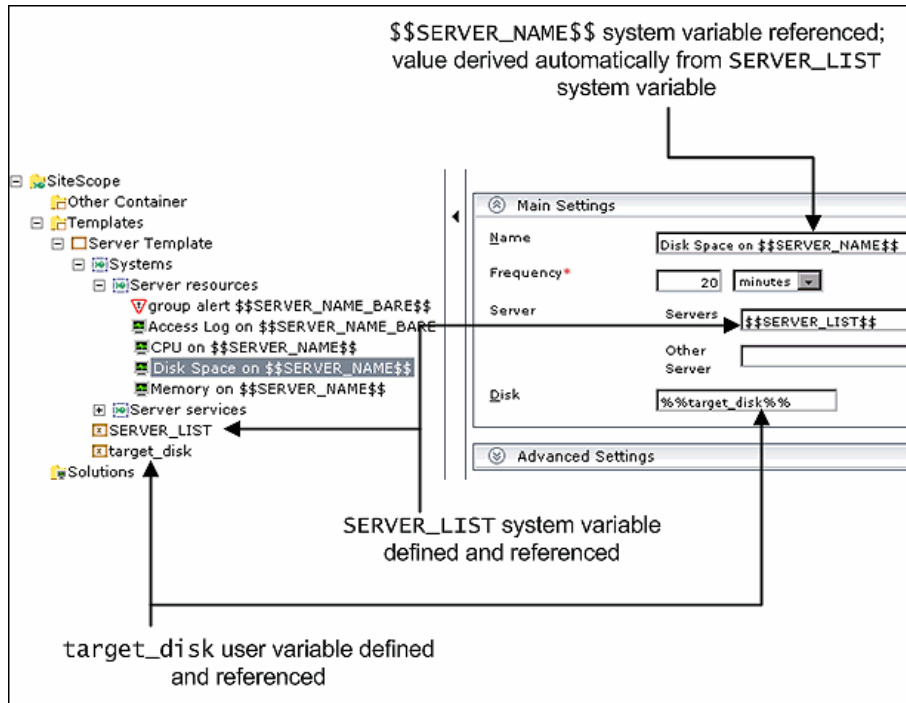 $$SERVER_NAME$$ system variable referenced;
value derived automatically from SERVER_LIST
system variable
SiteScope
Other Container
Templates
Server Template
Systems
Server resources
group alert $$SERVER_NAME_BARE$$
Access Log on $$SERVER_NAME_BARE
CPU on $$SERVER_NAME$$
Disk Space on $$SERVER_NAME$$
Memory on $$SERVER_NAME$$
Server services
SERVER_LIST
target_disk
Solutions
Main Settings
Name
Disk Space on $$SERVER_NAME$$
Frequency*
20
minutes
Server
Servers
$$SERVER_LIST$$
Other
Server
Disk
%%target_disk%%
Advanced Settings
SERVER_LIST system variable
defined and referenced
target_disk user variable defined
and referenced